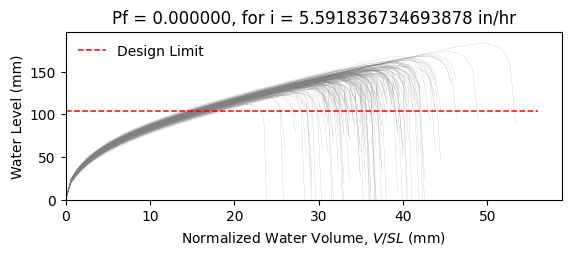 Pf = 0.000000, for i = 5.591836734693878 in/hr
Design Limit
Water Level (mm)
150
100
50
0
0 10 20 30 40 50
Normalized Water Volume, V/SL (mm)